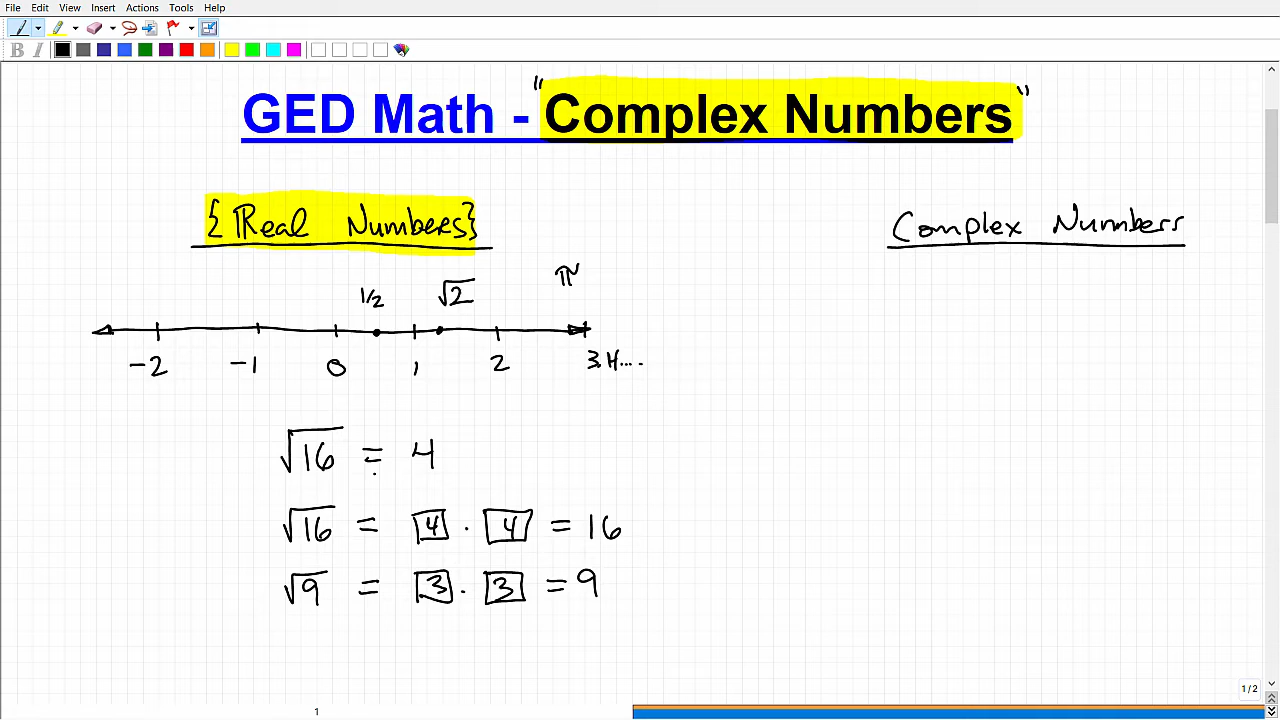 File Edit View Insert Actions Tools Help
B I
GED Math - "Complex Numbers"
{Real Numbers}
Complex Numbers
1/2 √2 π
-2 -1 0 1 2 3.14....
√16 = 4
√16 = 4 · 4 = 16
√9 = 3 · 3 = 9
1/2
1